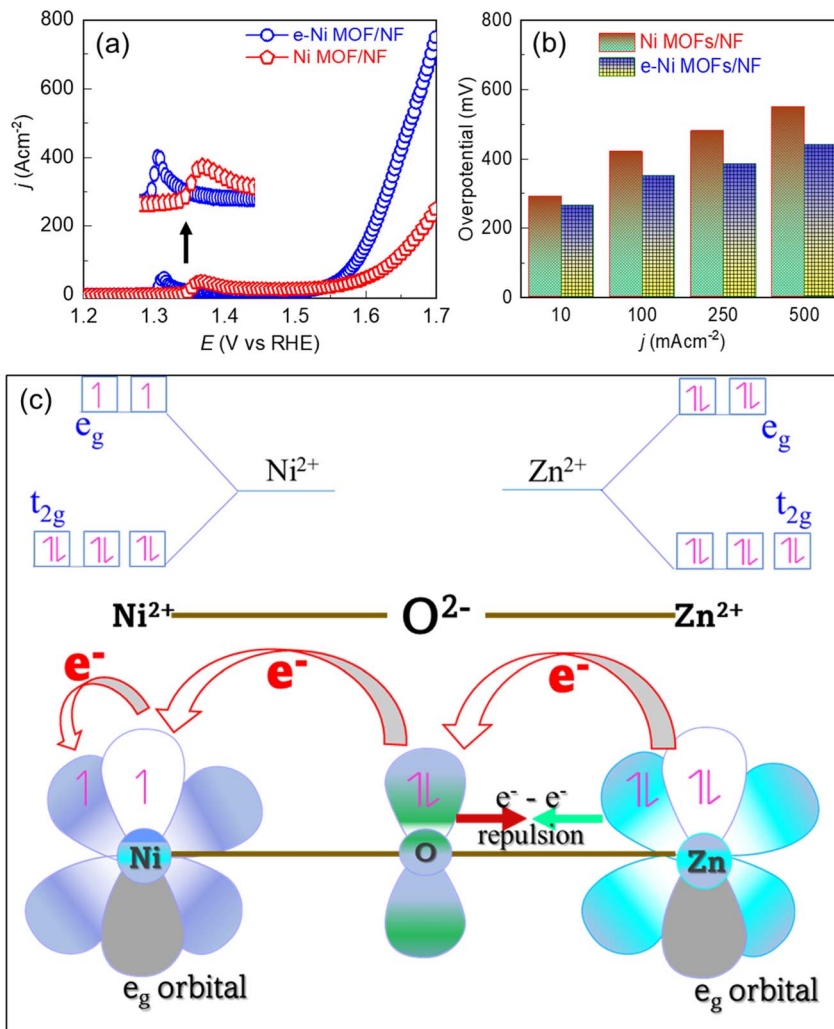 (a)
e-Ni MOF/NF
Ni MOF/NF
j (Acm-2)
800
600
400
200
0
1.2 1.3 1.4 1.5 1.6 1.7
E (V vs RHE)
(b)
Ni MOFs/NF
e-Ni MOFs/NF
Overpotential (mV)
800
600
400
200
0
10 100 250 500
j (mAcm-2)
(c)
eg
Ni2+
t2g
eg
Zn2+
t2g
Ni2+ O2- Zn2+
e- e- e-
e- - e-
repulsion
Ni O Zn
eg orbital eg orbital